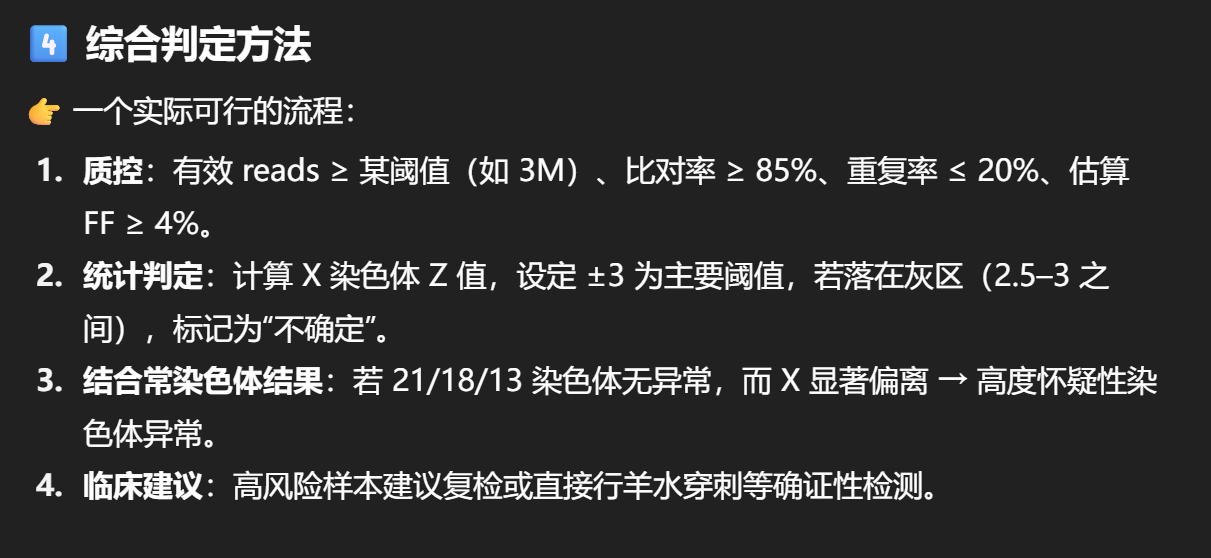 4️⃣ 综合判定方法
👉 一个实际可行的流程：
1. 质控：有效 reads ≥ 某阈值（如 3M）、比对率 ≥ 85%、重复率 ≤ 20%、估算
FF ≥ 4%。
2. 统计判定：计算 X 染色体 Z 值，设定 ±3 为主要阈值，若落在灰区（2.5–3 之
间），标记为“不确定”。
3. 结合常染色体结果：若 21/18/13 染色体无异常，而 X 显著偏离 → 高度怀疑性染
色体异常。
4. 临床建议：高风险样本建议复检或直接行羊水穿刺等确证性检测。